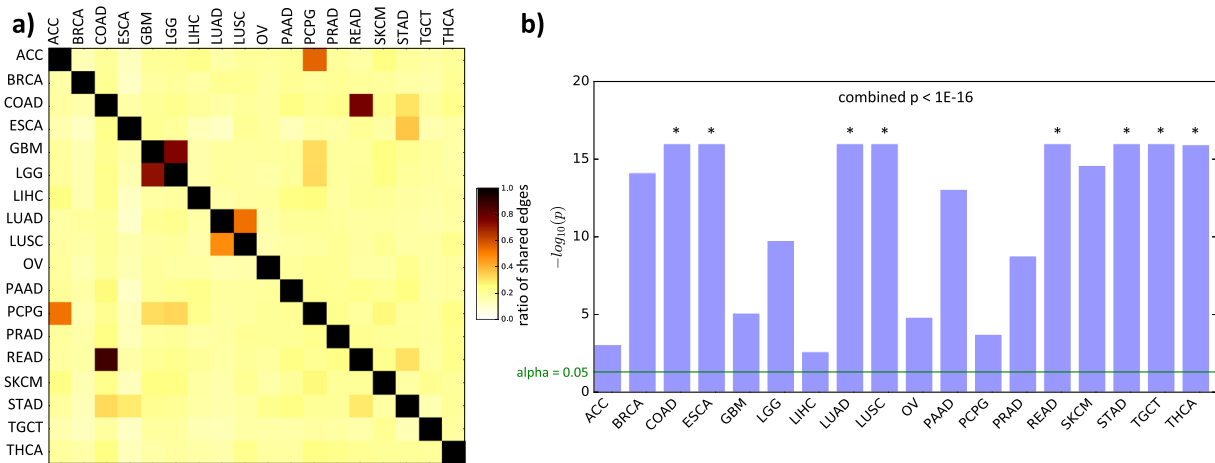 a)
ACC
BRCA
COAD
ESCA
GBM
LGG
LIHC
LUAD
LUSC
OV
PAAD
PCPG
PRAD
READ
SKCM
STAD
TGCT
THCA
ACC
BRCA
COAD
ESCA
GBM
LGG
LIHC
LUAD
LUSC
OV
PAAD
PCPG
PRAD
READ
SKCM
STAD
TGCT
THCA
1.0
0.8
0.6
0.4
0.2
0.0
ratio of shared edges
b)
combined p < 1E-16
* * * * * * * *
20
15
10
5
0
−log₁₀(p)
alpha = 0.05
ACC
BRCA
COAD
ESCA
GBM
LGG
LIHC
LUAD
LUSC
OV
PAAD
PCPG
PRAD
READ
SKCM
STAD
TGCT
THCA